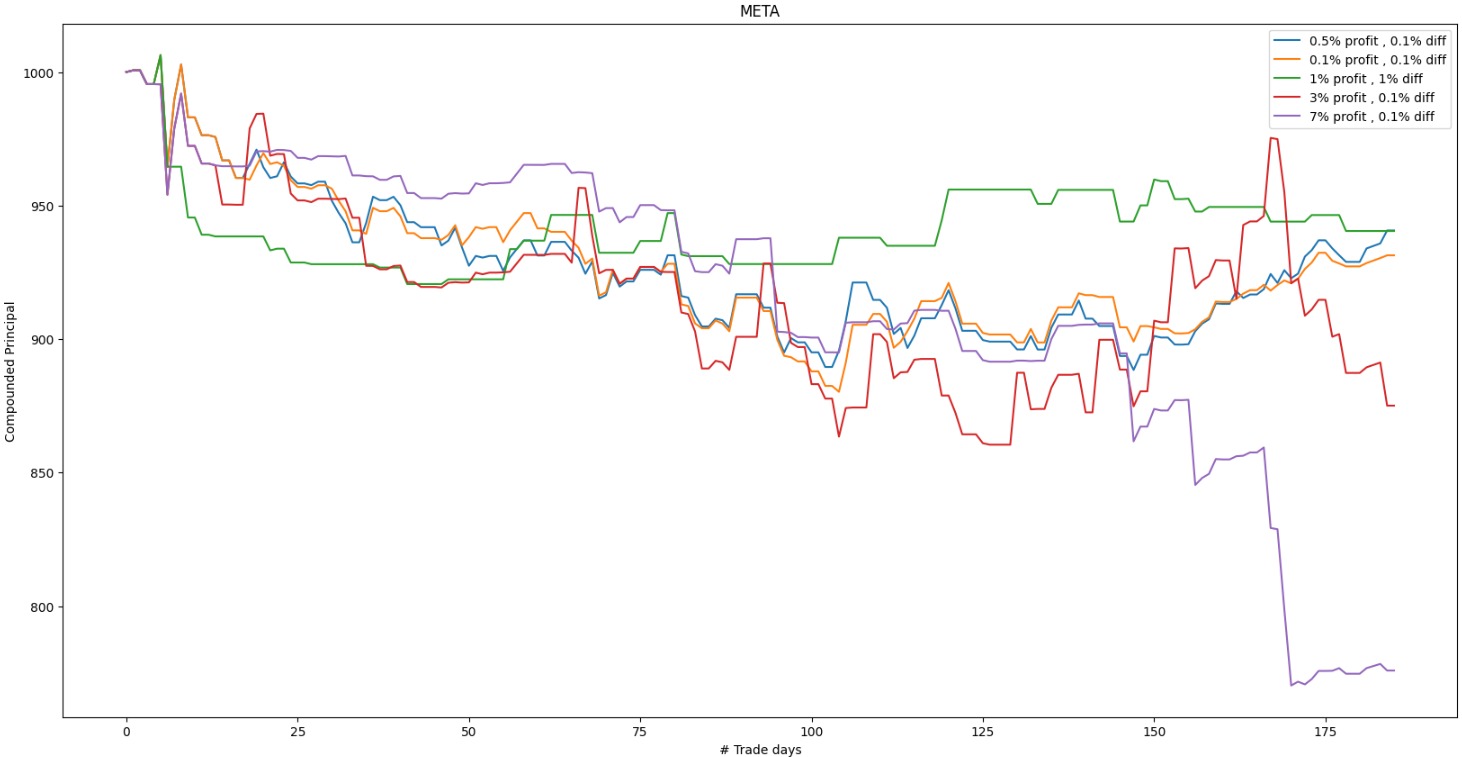 META
0.5% profit , 0.1% diff
0.1% profit , 0.1% diff
1% profit , 1% diff
3% profit , 0.1% diff
7% profit , 0.1% diff
Compounded Principal
1000
950
900
850
800
0 25 50 75 100 125 150 175
# Trade days